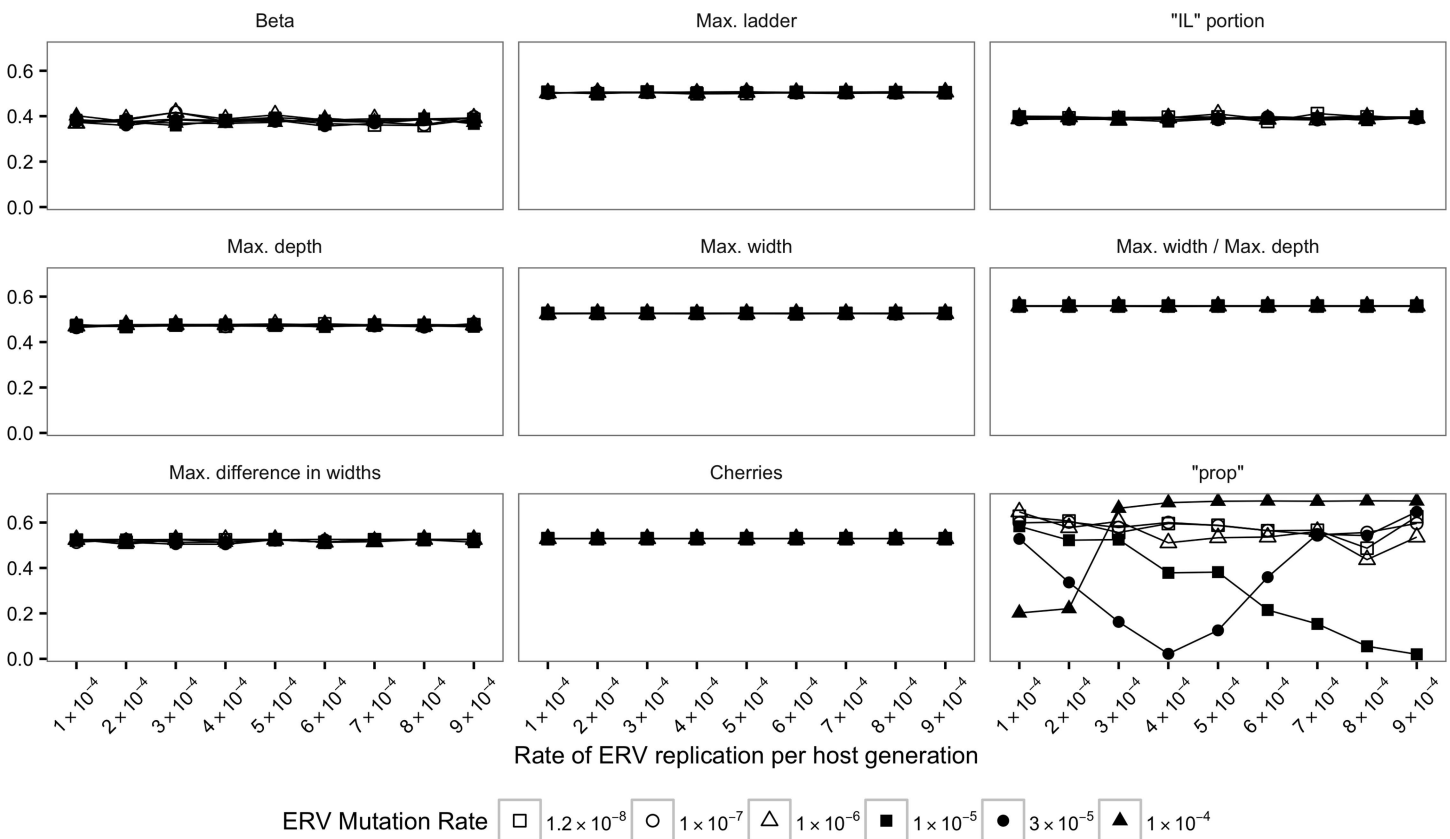 Beta Max. ladder "IL" portion
0.6
0.4
0.2
0.0
Max. depth Max. width Max. width / Max. depth
0.6
0.4
0.2
0.0
Max. difference in widths Cherries "prop"
0.6
0.4
0.2
0.0
1×10⁻⁴ 2×10⁻⁴ 3×10⁻⁴ 4×10⁻⁴ 5×10⁻⁴ 6×10⁻⁴ 7×10⁻⁴ 8×10⁻⁴ 9×10⁻⁴ 1×10⁻⁴ 2×10⁻⁴ 3×10⁻⁴ 4×10⁻⁴ 5×10⁻⁴ 6×10⁻⁴ 7×10⁻⁴ 8×10⁻⁴ 9×10⁻⁴ 1×10⁻⁴ 2×10⁻⁴ 3×10⁻⁴ 4×10⁻⁴ 5×10⁻⁴ 6×10⁻⁴ 7×10⁻⁴ 8×10⁻⁴ 9×10⁻⁴
Rate of ERV replication per host generation
ERV Mutation Rate 1.2×10⁻⁸ 1×10⁻⁷ 1×10⁻⁶ 1×10⁻⁵ 3×10⁻⁵ 1×10⁻⁴